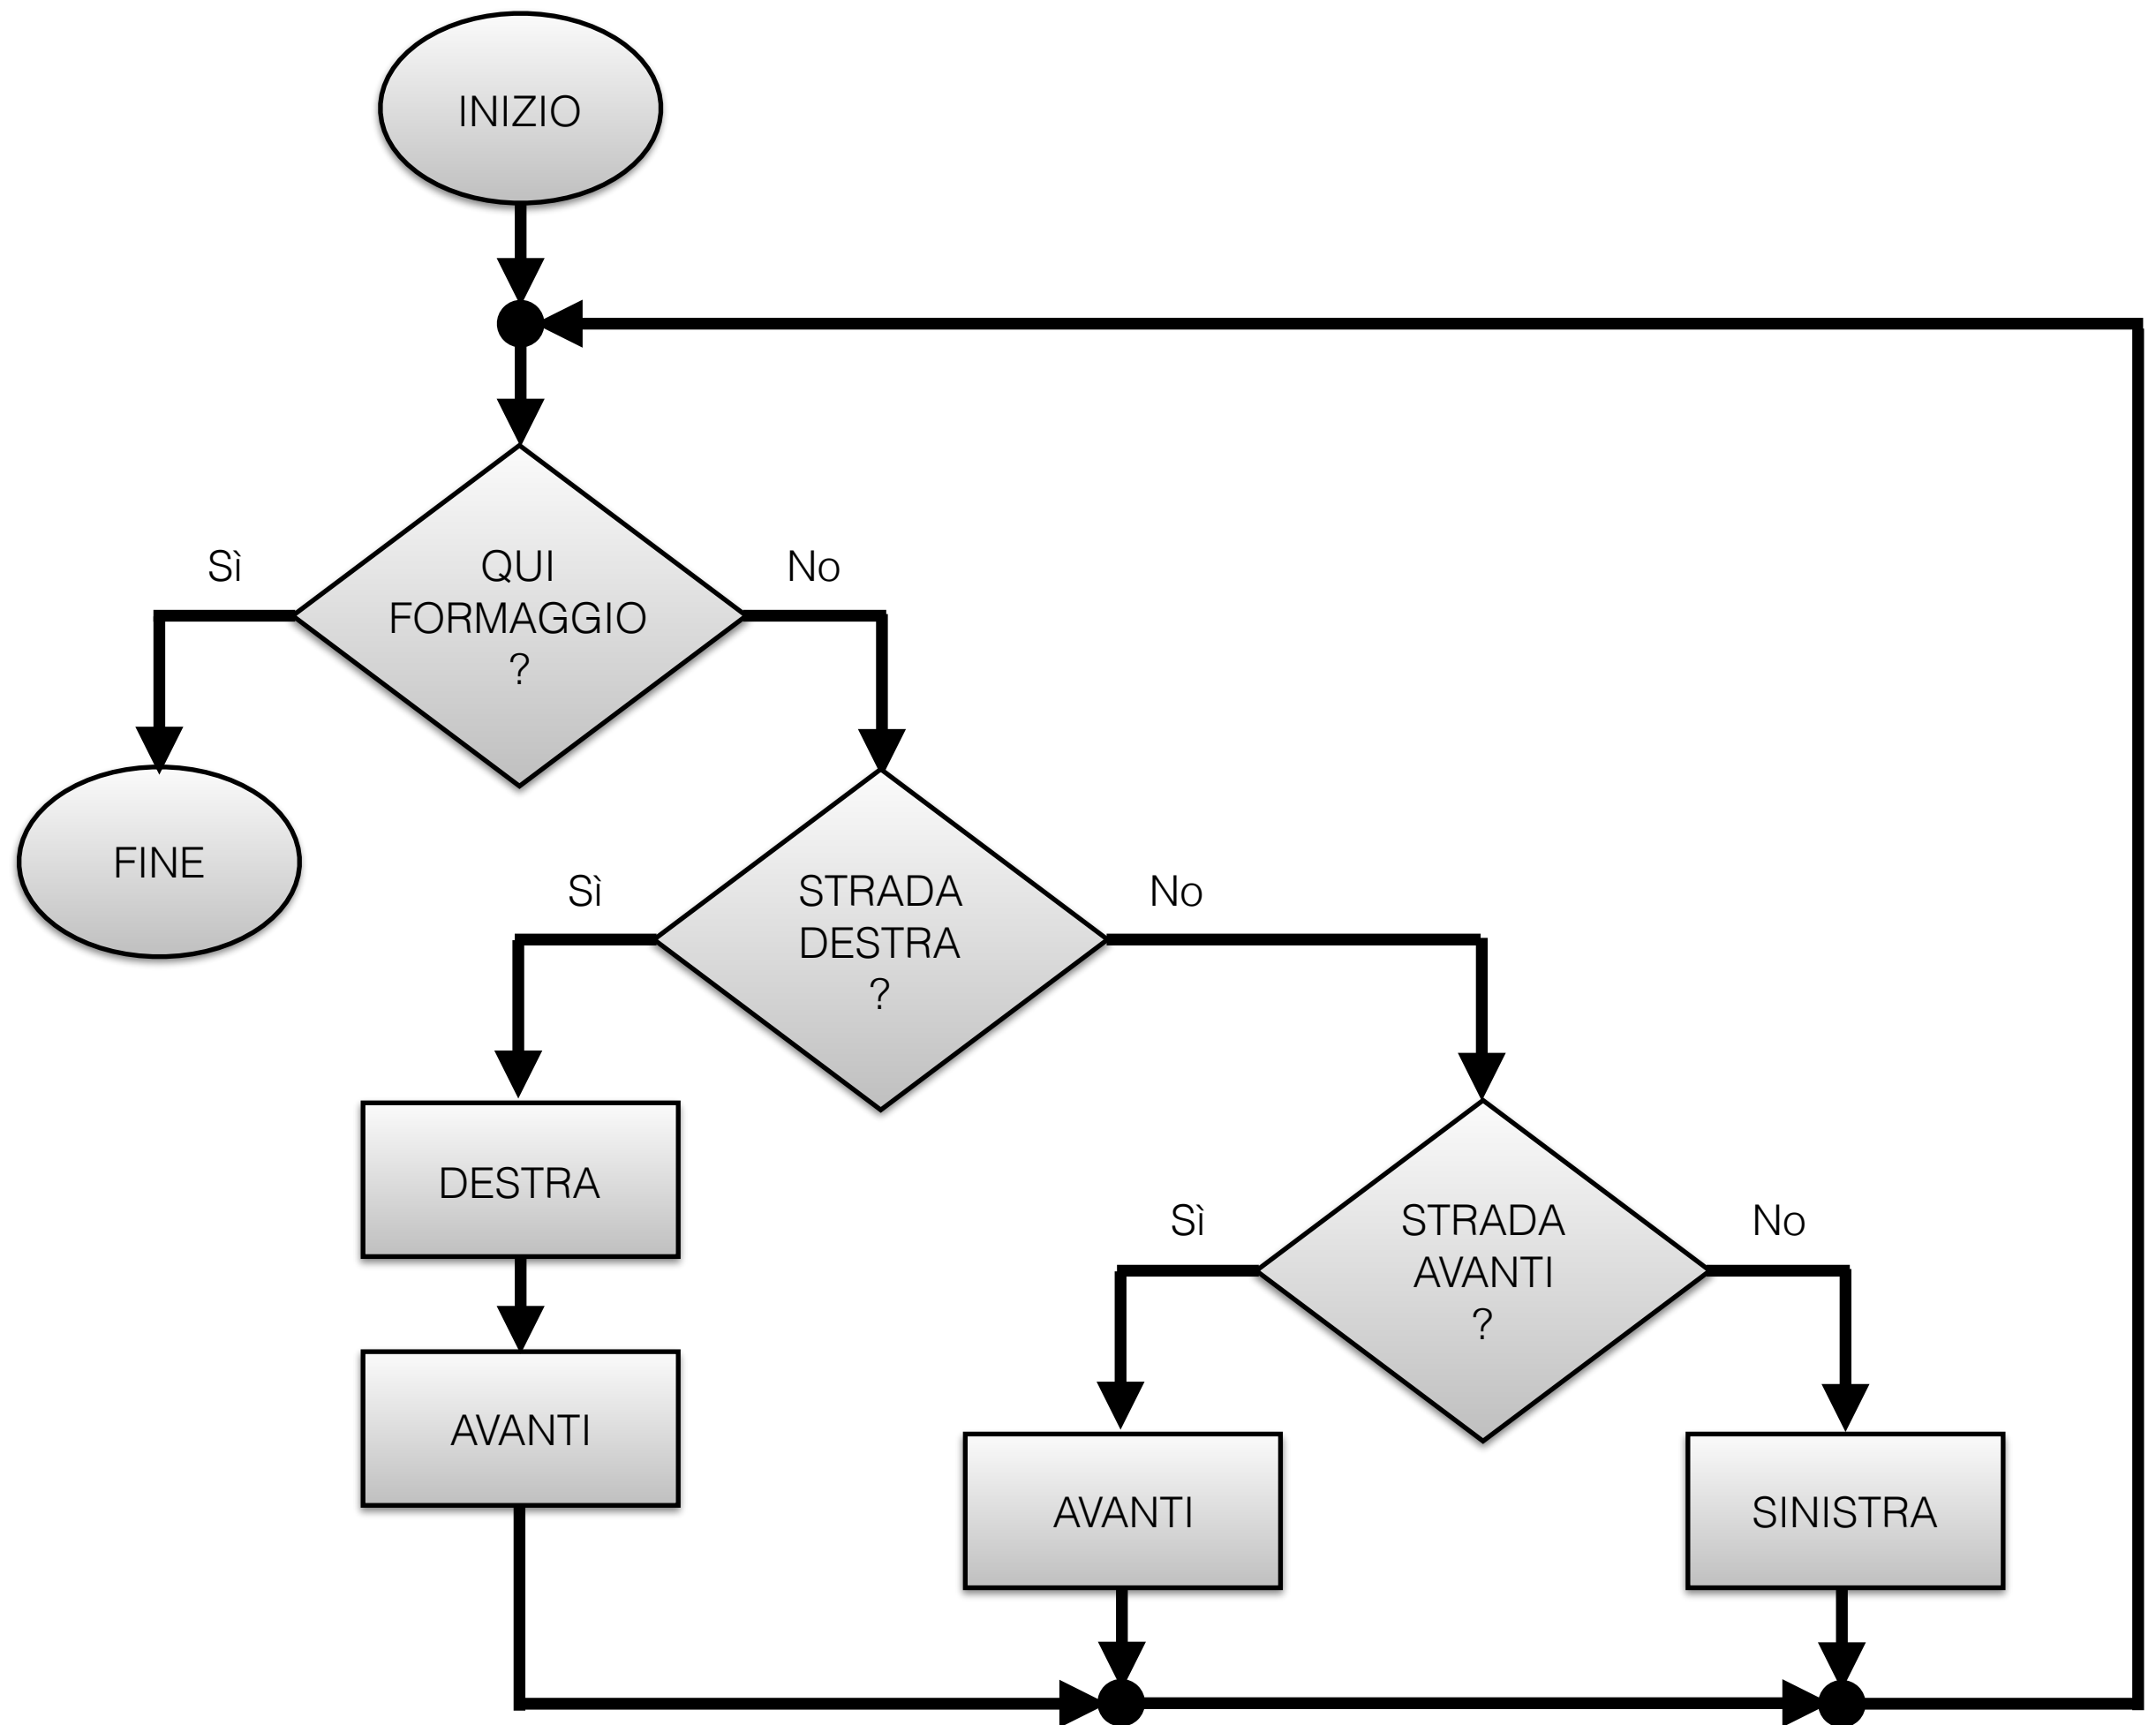 INIZIO
Sì
QUI
FORMAGGIO
?
No
FINE
Sì
STRADA
DESTRA
?
No
DESTRA
Sì
STRADA
AVANTI
?
No
AVANTI
AVANTI
SINISTRA